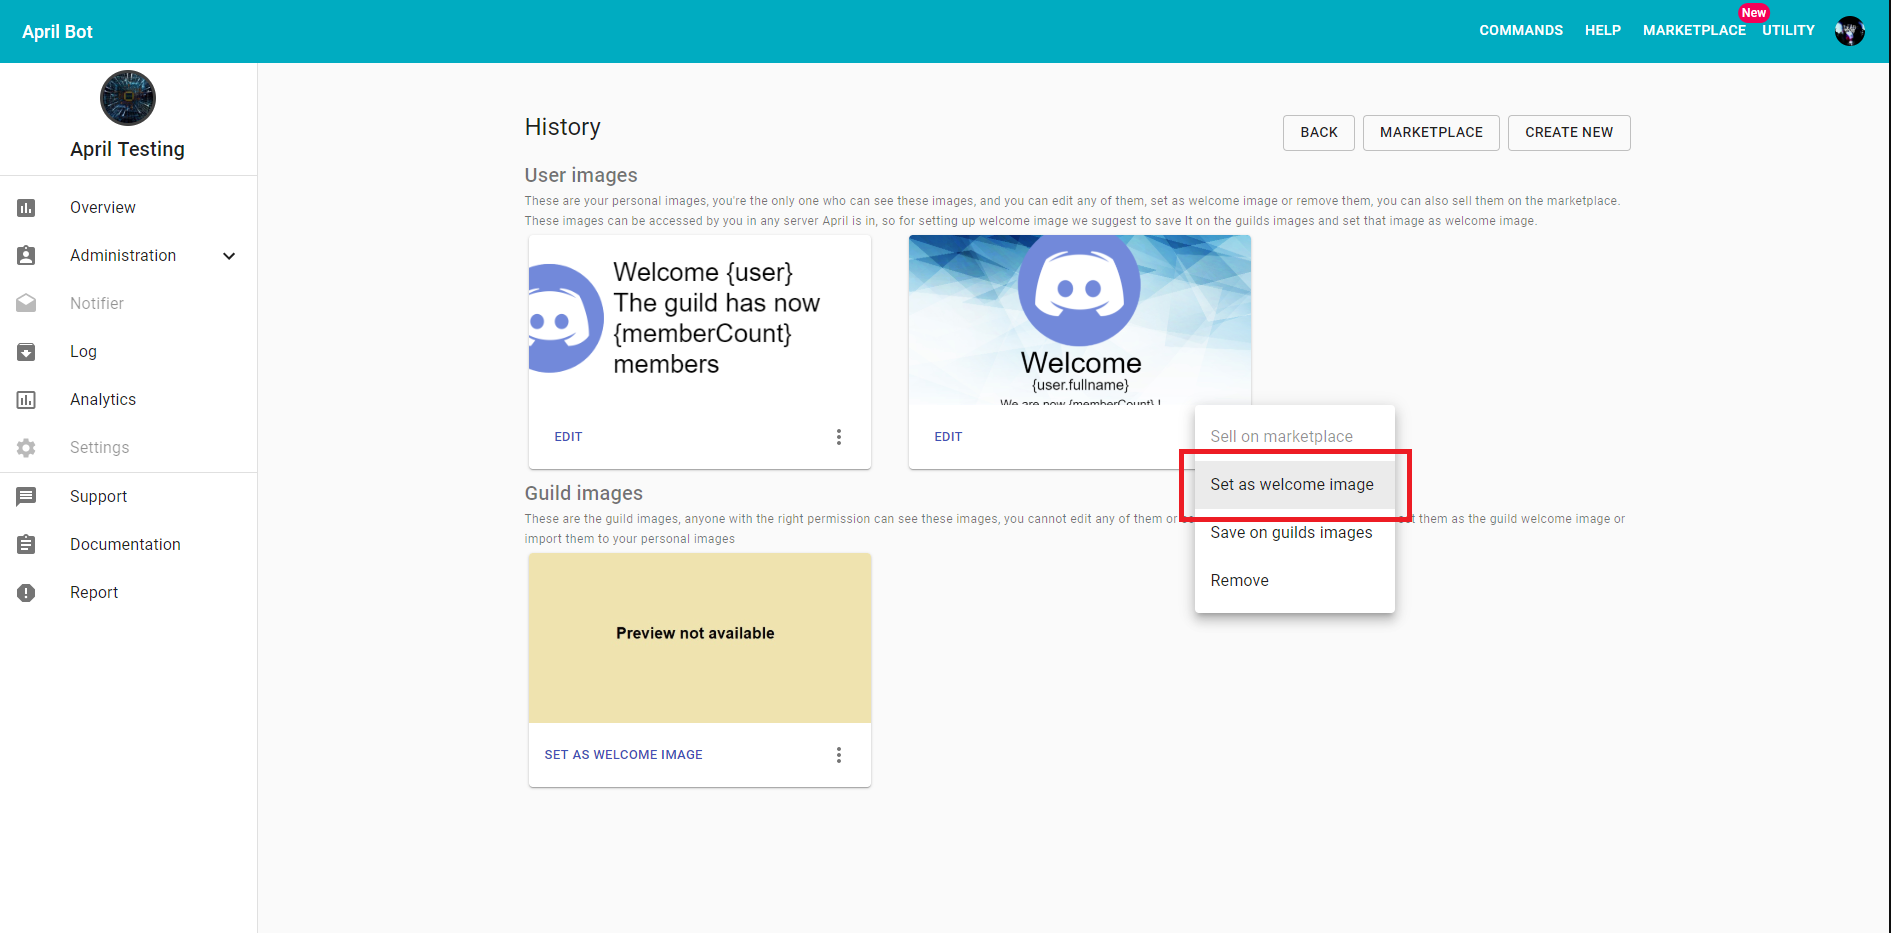 April Bot
COMMANDS
HELP
MARKETPLACE
New
UTILITY
April Testing
Overview
Administration
Notifier
Log
Analytics
Settings
Support
Documentation
Report
History
BACK
MARKETPLACE
CREATE NEW
User images
These are your personal images, you're the only one who can see these images, and you can edit any of them, set as welcome image or remove them, you can also sell them on the marketplace.
These images can be accessed by you in any server April is in, so for setting up welcome image we suggest to save It on the guilds images and set that image as welcome image.
Welcome {user}
The guild has now
{memberCount}
members
EDIT
Welcome
{user.fullname}
We are now {memberCount} !
EDIT
Sell on marketplace
Set as welcome image
Save on guilds images
Remove
Guild images
These are the guild images, anyone with the right permission can see these images, you cannot edit any of them or them as the guild welcome image or
import them to your personal images
Preview not available
SET AS WELCOME IMAGE